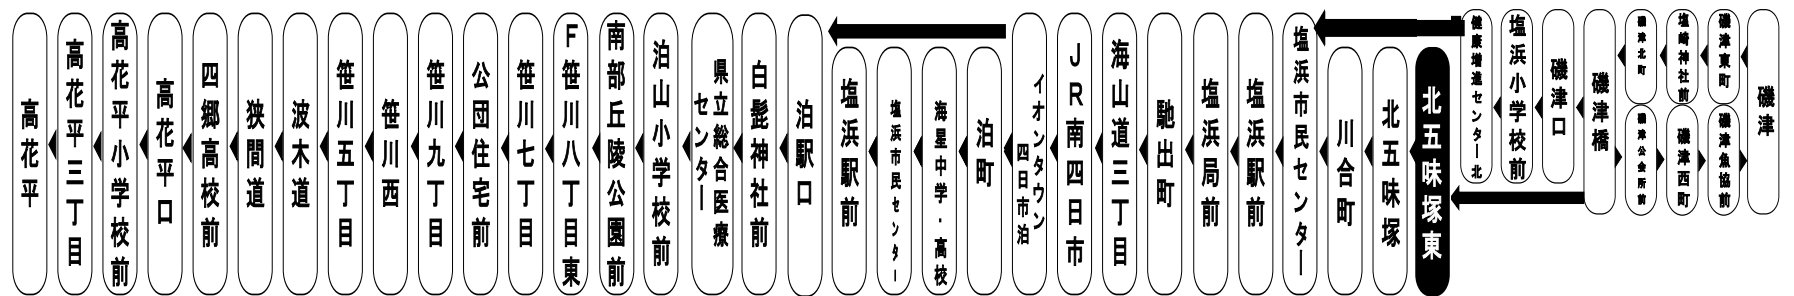 高花平
高花平三丁目
高花平小学校前
高花平口
四郷高校前
狭間道
波木道
笹川五丁目
笹川西
笹川九丁目
公団住宅前
笹川七丁目
F笹川八丁目東
南部丘陵公園前
泊山小学校前
県立総合医療
センター
白髭神社前
泊駅口
塩浜駅前
塩浜市民センター
海星中学・高校
泊町
イオンタウン
四日市泊
JR南四日市
海山道三丁目
馳出町
塩浜局前
塩浜駅前
塩浜市民センター
川合町
北五味塚
北五味塚東
健康増進センター北
塩浜小学校前
磯津口
磯津橋
磯津北町
磯津公会所前
塩崎神社前
磯津西町
磯津東町
磯津魚協前
磯津